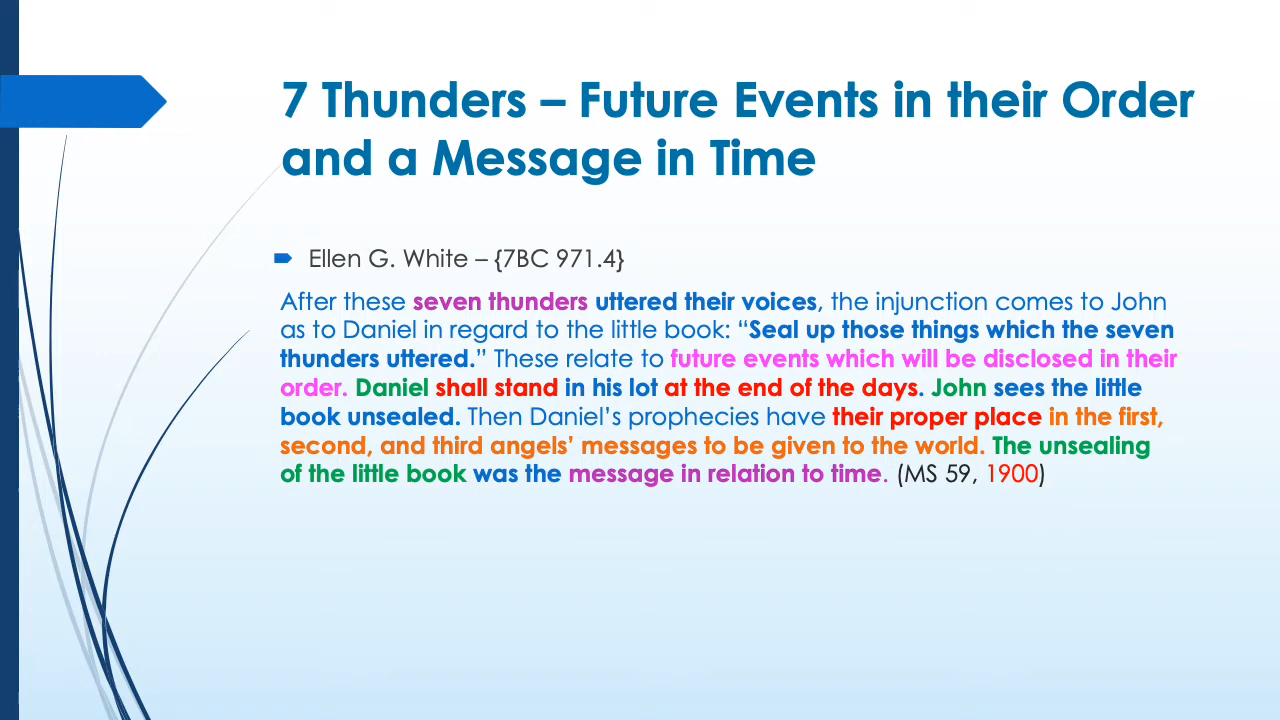 7 Thunders – Future Events in their Order
and a Message in Time
Ellen G. White – {7BC 971.4}
After these seven thunders uttered their voices, the injunction comes to John
as to Daniel in regard to the little book: “Seal up those things which the seven
thunders uttered.” These relate to future events which will be disclosed in their
order. Daniel shall stand in his lot at the end of the days. John sees the little
book unsealed. Then Daniel’s prophecies have their proper place in the first,
second, and third angels’ messages to be given to the world. The unsealing
of the little book was the message in relation to time. (MS 59, 1900)